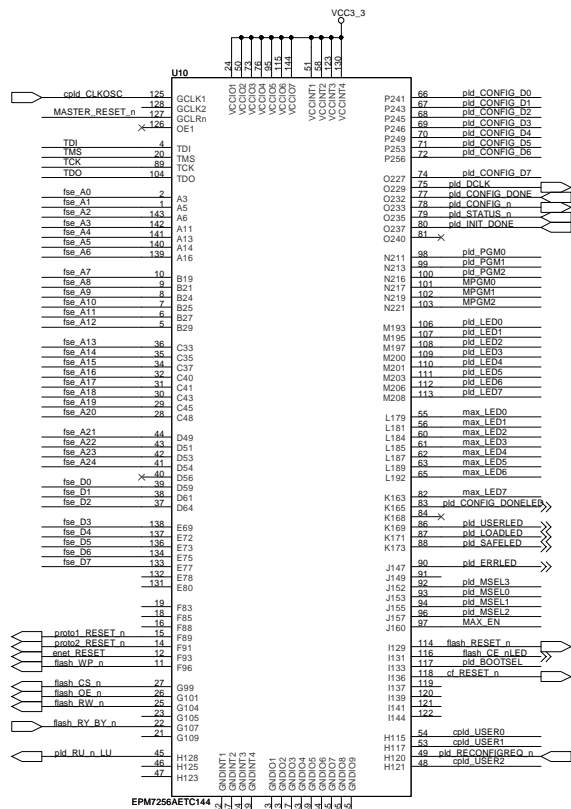 VCC3_3
24 50 73 76 95 115 144 51 58 123 130
U10
VCCIO1 VCCIO2 VCCIO3 VCCIO4 VCCIO5 VCCIO6 VCCIO7 VCCINT1 VCCINT2 VCCINT3 VCCINT4
cpld_CLKOSC 125 GCLK1
128 GCLK2
MASTER_RESET_n 127 GCLRn
126 OE1
TDI 4 TDI
TMS 20 TMS
TCK 89 TCK
TDO 104 TDO
fse_A0 2 A3
fse_A1 1 A5
fse_A2 143 A6
fse_A3 142 A11
fse_A4 141 A13
fse_A5 140 A14
fse_A6 139 A16
fse_A7 10 B19
fse_A8 9 B21
fse_A9 8 B24
fse_A10 7 B25
fse_A11 6 B27
fse_A12 5 B29
fse_A13 36 C33
fse_A14 35 C35
fse_A15 34 C37
fse_A16 32 C40
fse_A17 31 C41
fse_A18 30 C43
fse_A19 29 C45
fse_A20 28 C48
fse_A21 44 D49
fse_A22 43 D51
fse_A23 42 D53
fse_A24 41 D54
40 D56
fse_D0 39 D59
fse_D1 38 D61
fse_D2 37 D64
fse_D3 138 E69
fse_D4 137 E72
fse_D5 136 E73
fse_D6 134 E75
fse_D7 133 E77
132 E78
131 E80
19 F83
18 F85
16 F88
proto1_RESET_n 15 F89
proto2_RESET_n 14 F91
enet_RESET 12 F93
flash_WP_n 11 F96
flash_CS_n 27 G99
flash_OE_n 26 G101
flash_RW_n 25 G104
23 G105
flash_RY_BY_n 22 G107
21 G109
pld_RU_n_LU 45 H128
46 H125
47 H123
P241 66 pld_CONFIG_D0
P243 67 pld_CONFIG_D1
P245 68 pld_CONFIG_D2
P246 69 pld_CONFIG_D3
P249 70 pld_CONFIG_D4
P253 71 pld_CONFIG_D5
P256 72 pld_CONFIG_D6
O227 74 pld_CONFIG_D7
O229 75 pld_DCLK
O232 77 pld_CONFIG_DONE
O233 78 pld_CONFIG_n
O235 79 pld_STATUS_n
O237 80 pld_INIT_DONE
O240 81
N211 98 pld_PGM0
N213 99 pld_PGM1
N216 100 pld_PGM2
N217 101 MPGM0
N219 102 MPGM1
N221 103 MPGM2
M193 106 pld_LED0
M195 107 pld_LED1
M197 108 pld_LED2
M200 109 pld_LED3
M201 110 pld_LED4
M203 111 pld_LED5
M206 112 pld_LED6
M208 113 pld_LED7
L179 55 max_LED0
L181 56 max_LED1
L184 60 max_LED2
L185 61 max_LED3
L187 62 max_LED4
L189 63 max_LED5
L192 65 max_LED6
K163 82 max_LED7
K165 83 pld_CONFIG_DONELED
K168 84
K169 86 pld_USERLED
K171 87 pld_LOADLED
K173 88 pld_SAFELED
J147 90 pld_ERRLED
J149 91
J152 92 pld_MSEL3
J153 93 pld_MSEL0
J155 94 pld_MSEL1
J157 96 pld_MSEL2
J160 97 MAX_EN
I129 114 flash_RESET_n
I131 116 flash_CE_nLED
I133 117 pld_BOOTSEL
I136 118 cf_RESET_n
I137 119
I139 120
I141 121
I144 122
H115 54 cpld_USER0
H117 53 cpld_USER1
H120 49 pld_RECONFIGREQ_n
H121 48 cpld_USER2
GNDINT1 GNDINT2 GNDINT3 GNDINT4 GNDIO1 GNDIO2 GNDIO3 GNDIO4 GNDIO5 GNDIO6 GNDIO7 GNDIO8 GNDIO9
EPM7256AETC144